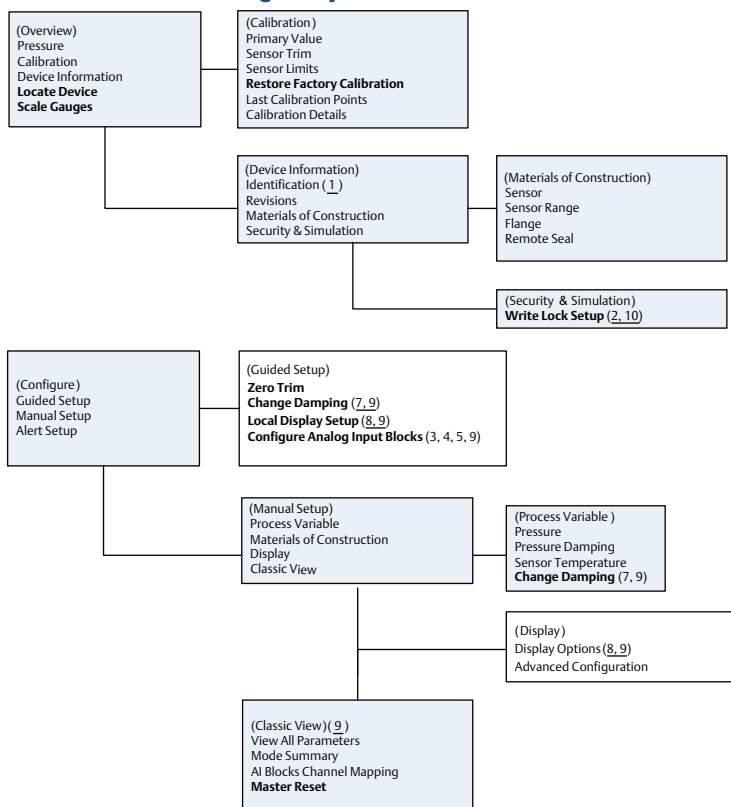 (Overview)
Pressure
Calibration
Device Information
Locate Device
Scale Gauges
(Calibration)
Primary Value
Sensor Trim
Sensor Limits
Restore Factory Calibration
Last Calibration Points
Calibration Details
(Device Information)
Identification (1)
Revisions
Materials of Construction
Security & Simulation
(Materials of Construction)
Sensor
Sensor Range
Flange
Remote Seal
(Security & Simulation)
Write Lock Setup (2, 10)
(Configure)
Guided Setup
Manual Setup
Alert Setup
(Guided Setup)
Zero Trim
Change Damping (7, 9)
Local Display Setup (8, 9)
Configure Analog Input Blocks (3, 4, 5, 9)
(Manual Setup)
Process Variable
Materials of Construction
Display
Classic View
(Process Variable )
Pressure
Pressure Damping
Sensor Temperature
Change Damping (7, 9)
(Display)
Display Options (8, 9)
Advanced Configuration
(Classic View) ( 9 )
View All Parameters
Mode Summary
AI Blocks Channel Mapping
Master Reset